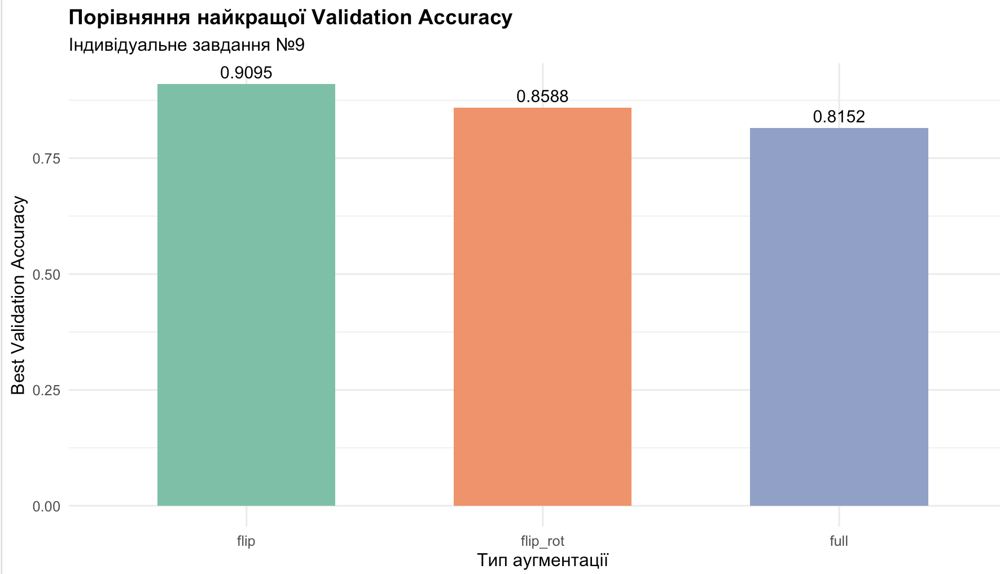 Порівняння найкращої Validation Accuracy
Індивідуальне завдання №9
0.9095
0.8588
0.8152
0.75
0.50
0.25
0.00
Best Validation Accuracy
flip
flip_rot
full
Тип аугментації